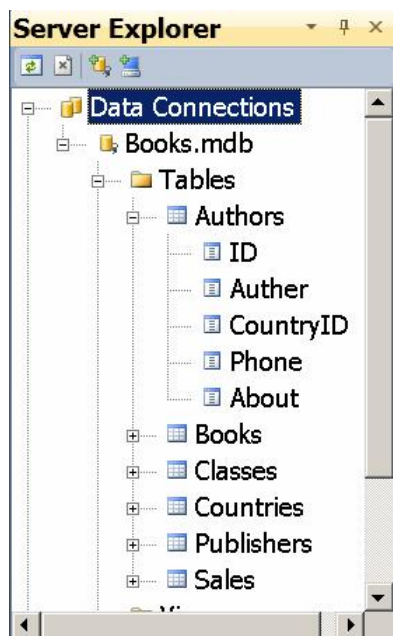 Server Explorer
Data Connections
Books.mdb
Tables
Authors
ID
Auther
CountryID
Phone
About
Books
Classes
Countries
Publishers
Sales